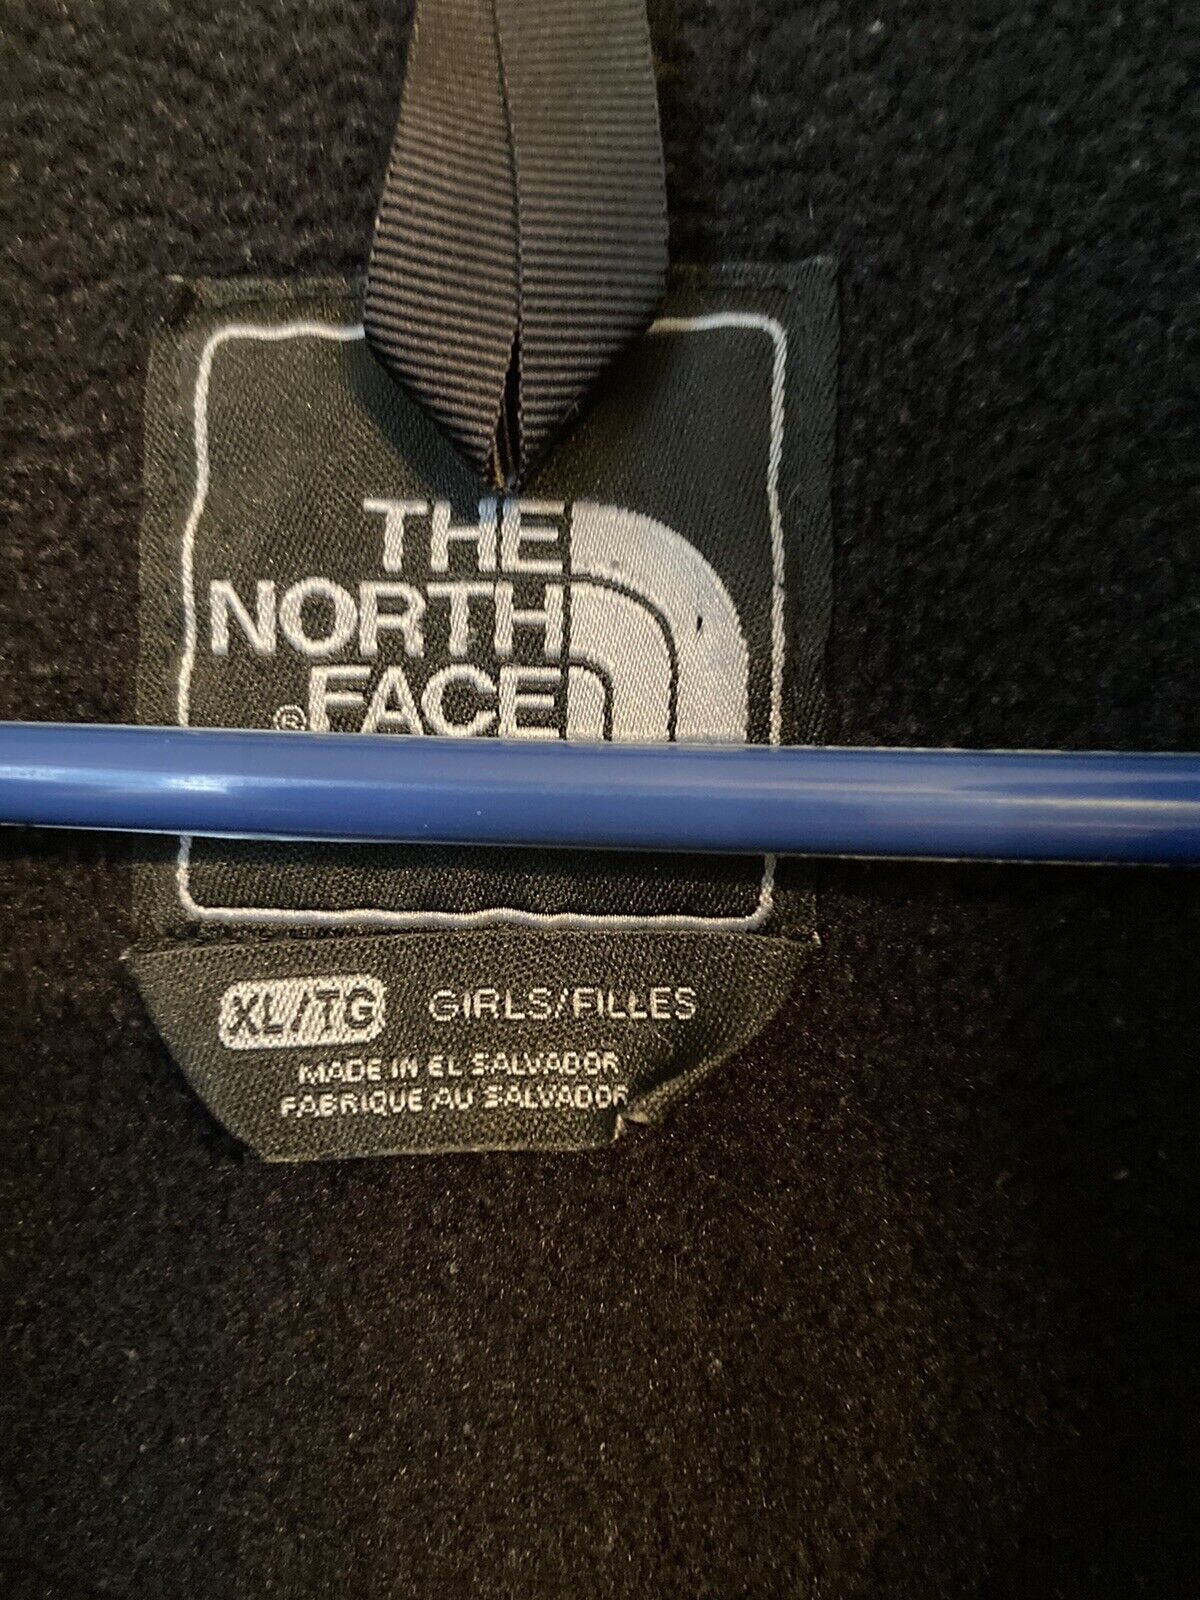 THE
NORTH
FACE
®
XL/TG GIRLS/FILLES
MADE IN EL SALVADOR
FABRIQUE AU SALVADOR